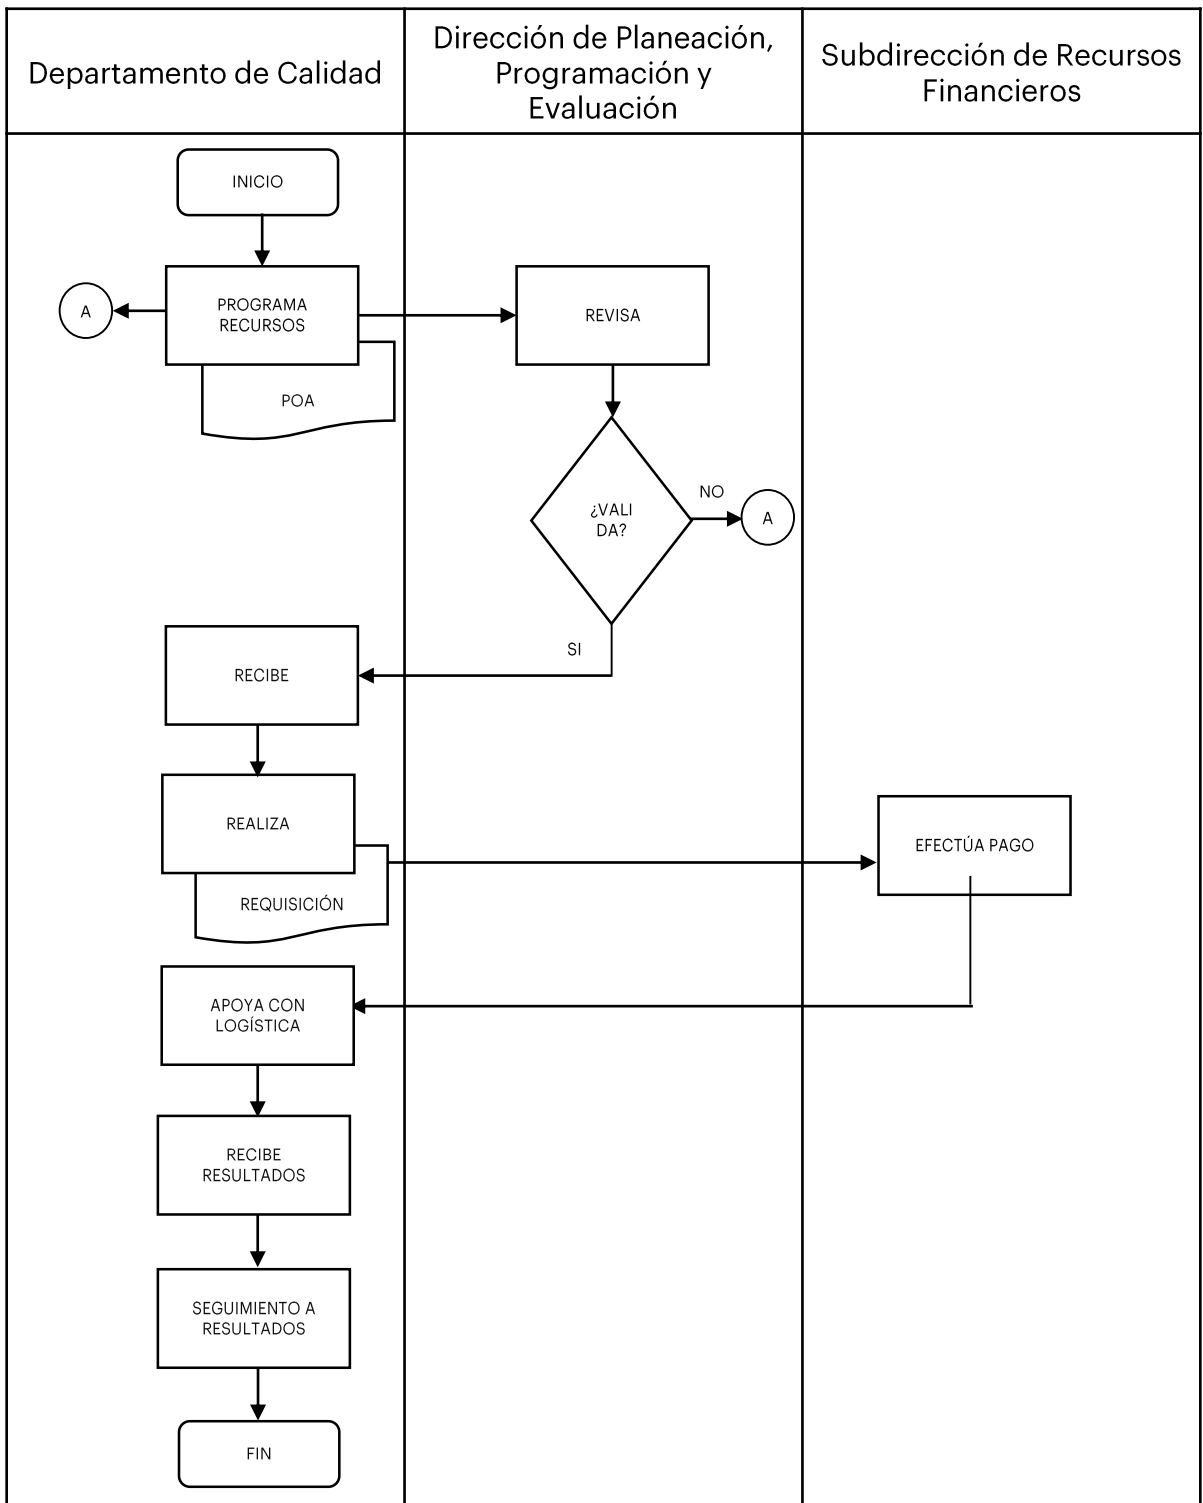 Departamento de Calidad
Dirección de Planeación,
Programación y
Evaluación
Subdirección de Recursos
Financieros
INICIO
A
PROGRAMA
RECURSOS
REVISA
POA
¿VALI
DA?
NO
A
SI
RECIBE
REALIZA
EFECTÚA PAGO
REQUISICIÓN
APOYA CON
LOGÍSTICA
RECIBE
RESULTADOS
SEGUIMIENTO A
RESULTADOS
FIN